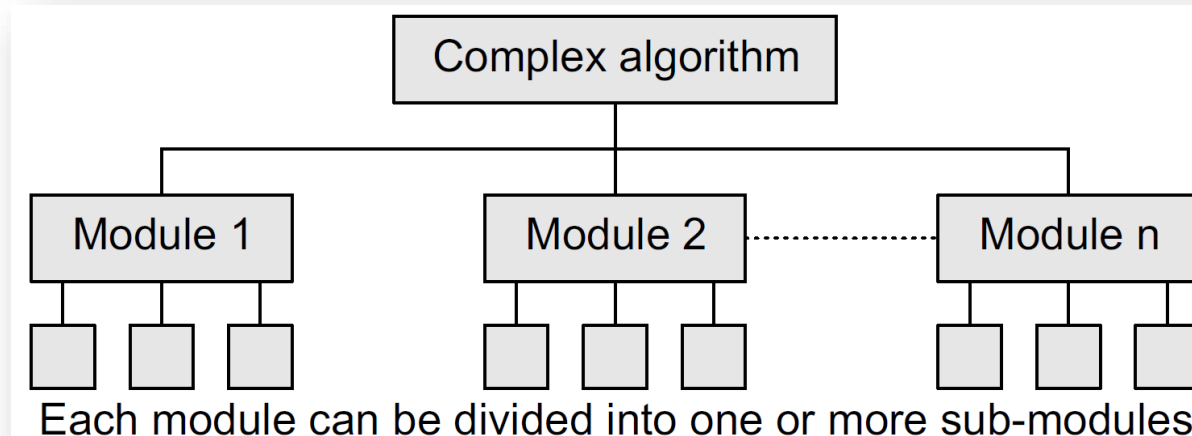 Complex algorithm
Module 1
Module 2
Module n
Each module can be divided into one or more sub-modules